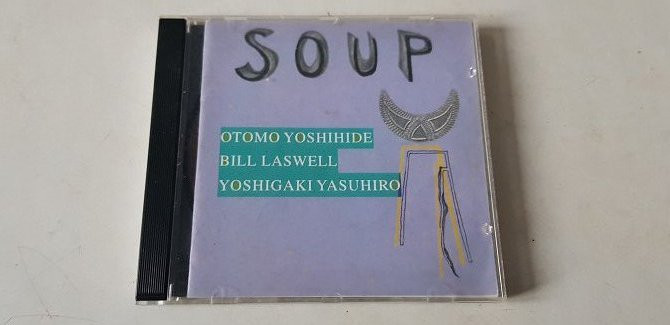 SOUP
OTOMO YOSHIHIDE
BILL LASWELL
YOSHIGAKI YASUHIRO